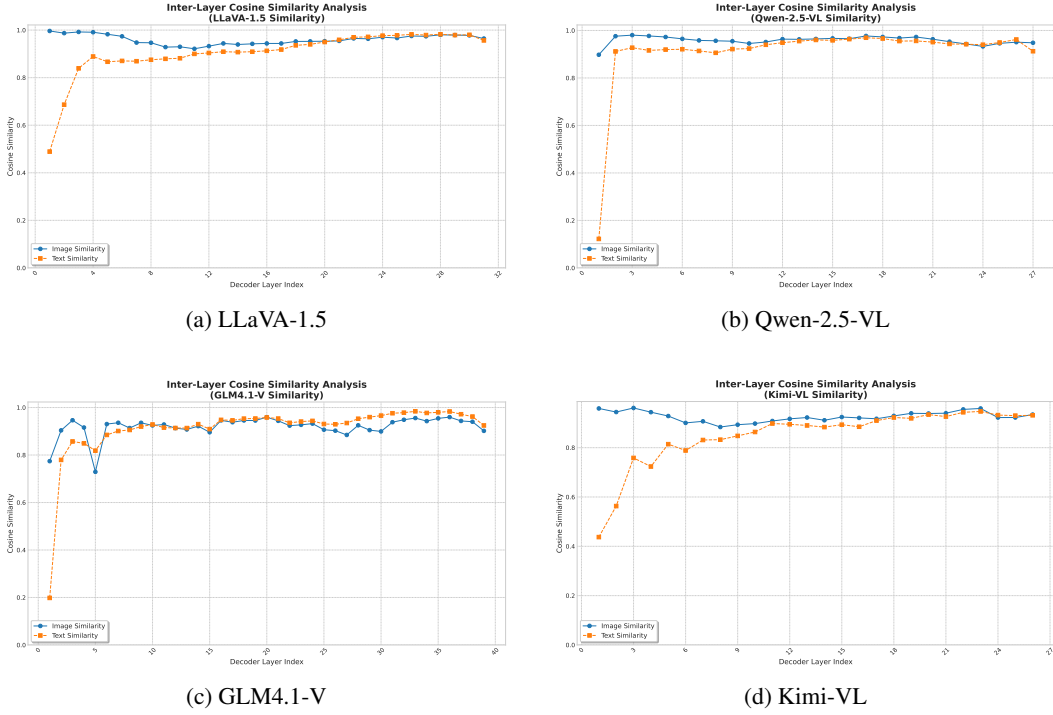 Inter-Layer Cosine Similarity Analysis
(LLaVA-1.5 Similarity)
1.0
0.8
0.6
0.4
0.2
0.0
Cosine Similarity
Image Similarity
Text Similarity
0
4
8
12
16
20
24
28
32
Decoder Layer Index
(a) LLaVA-1.5
Inter-Layer Cosine Similarity Analysis
(Qwen-2.5-VL Similarity)
1.0
0.8
0.6
0.4
0.2
0.0
Cosine Similarity
Image Similarity
Text Similarity
0
3
6
9
12
15
18
21
24
27
Decoder Layer Index
(b) Qwen-2.5-VL
Inter-Layer Cosine Similarity Analysis
(GLM4.1-V Similarity)
1.0
0.8
0.6
0.4
0.2
0.0
Cosine Similarity
Image Similarity
Text Similarity
0
5
10
15
20
25
30
35
40
Decoder Layer Index
(c) GLM4.1-V
Inter-Layer Cosine Similarity Analysis
(Kimi-VL Similarity)
1.0
0.8
0.6
0.4
0.2
0.0
Cosine Similarity
Image Similarity
Text Similarity
0
3
6
9
12
15
18
21
24
27
Decoder Layer Index
(d) Kimi-VL